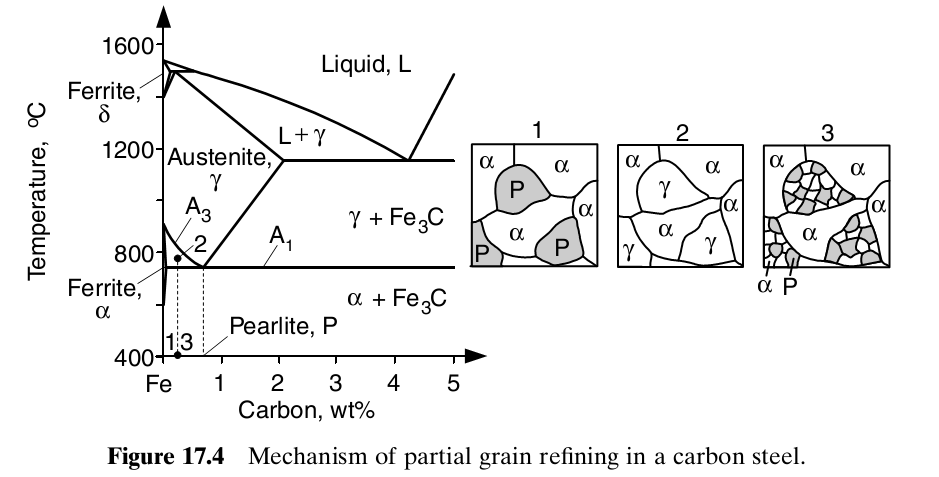 1600
Liquid, L
Ferrite,
δ
L + γ
1200
Austenite,
γ
A3
γ + Fe3C
2
A1
800
Ferrite,
α
α + Fe3C
Pearlite, P
1 3
400
Fe 1 2 3 4 5
Carbon, wt%
Temperature, ºC
1
α α
P
α
α
P P
2
α α
γ
α
α
γ γ
3
α α
α
α
α P
Figure 17.4 Mechanism of partial grain refining in a carbon steel.